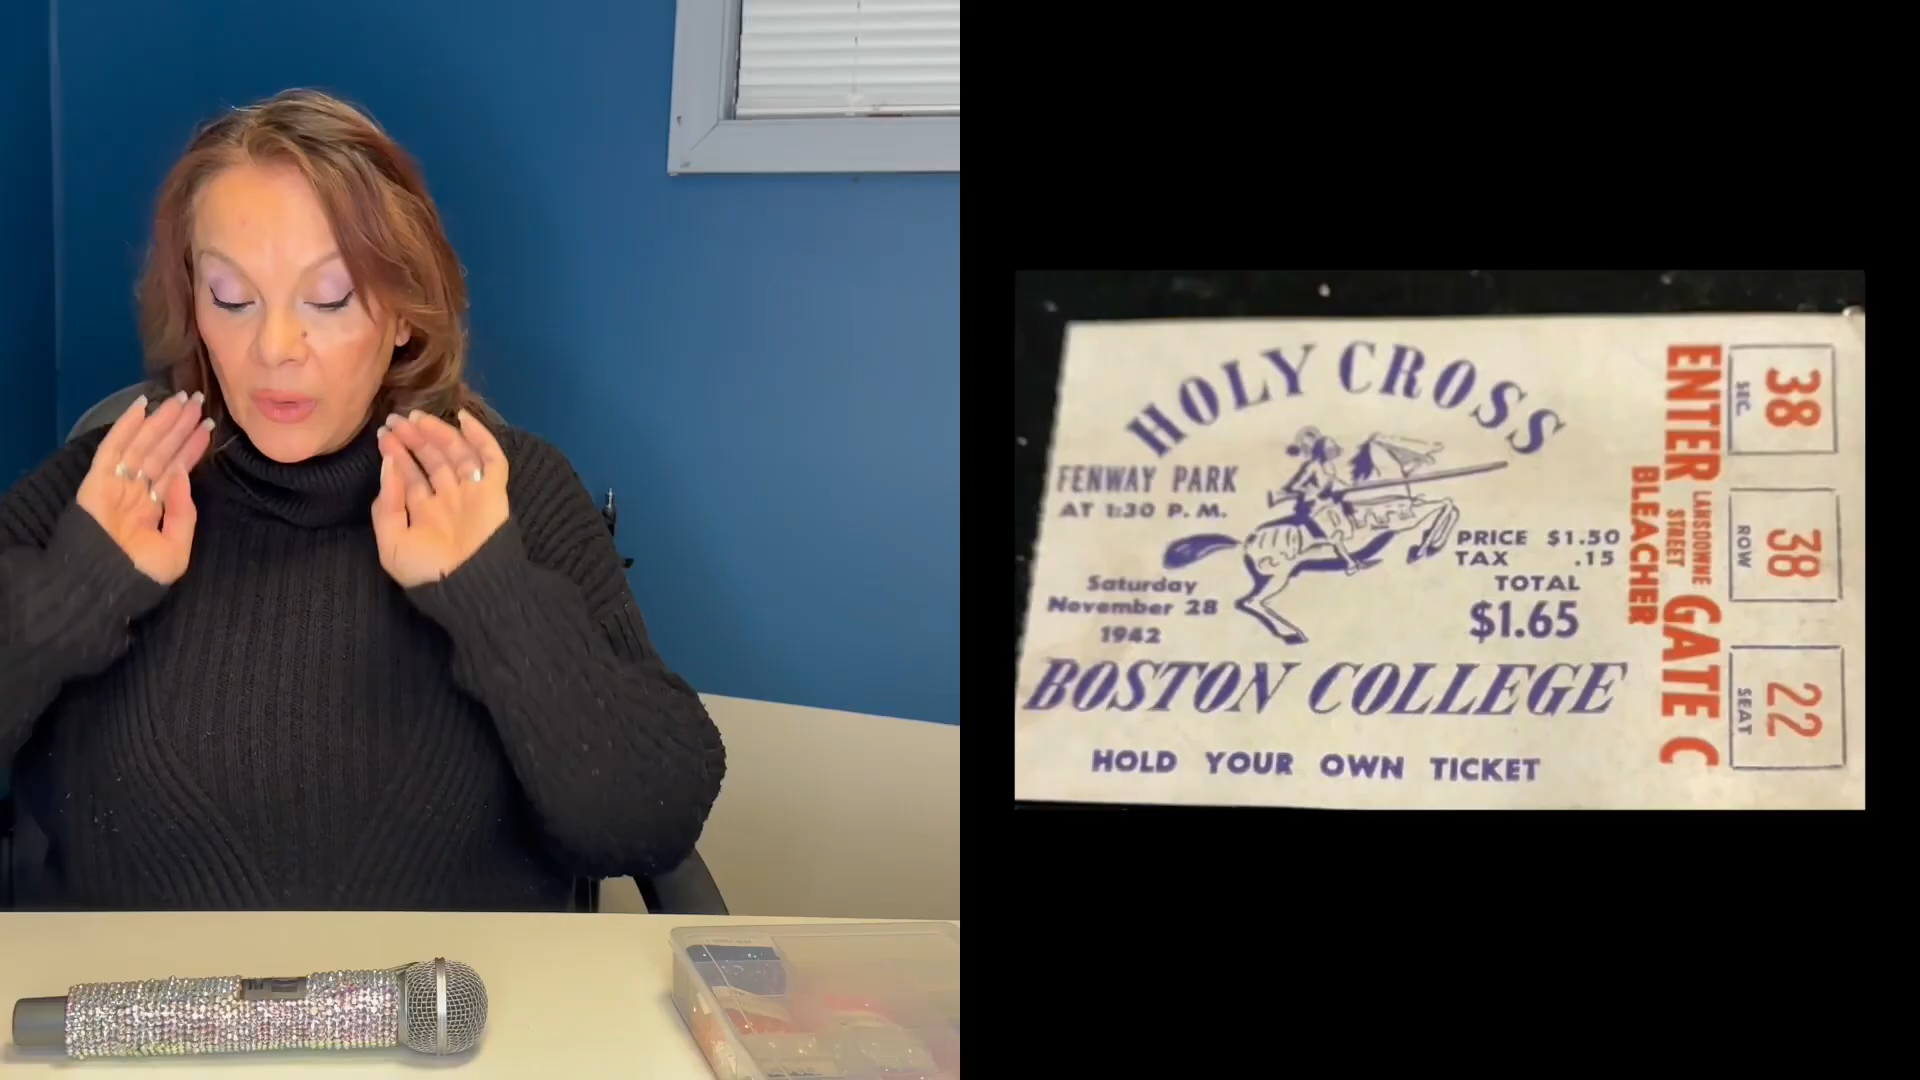 HOLY CROSS
FENWAY PARK
AT 1:30 P.M.
PRICE $1.50
TAX .15
TOTAL
$1.65
Saturday
November 28
1942
BOSTON COLLEGE
HOLD YOUR OWN TICKET
ENTER LANSDOWNE STREET GATE C
BLEACHER
38 SEC.
38 ROW
22 SEAT